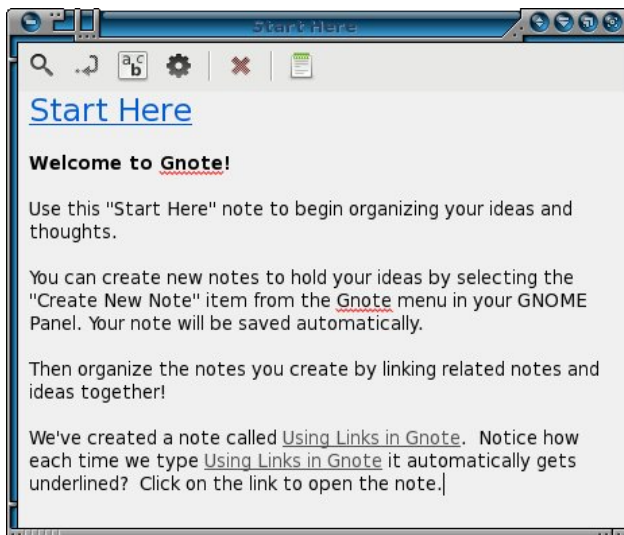 Start Here
a c
b
Start Here
Welcome to Gnote!
Use this "Start Here" note to begin organizing your ideas and
thoughts.
You can create new notes to hold your ideas by selecting the
"Create New Note" item from the Gnote menu in your GNOME
Panel. Your note will be saved automatically.
Then organize the notes you create by linking related notes and
ideas together!
We've created a note called Using Links in Gnote.  Notice how
each time we type Using Links in Gnote it automatically gets
underlined?  Click on the link to open the note.